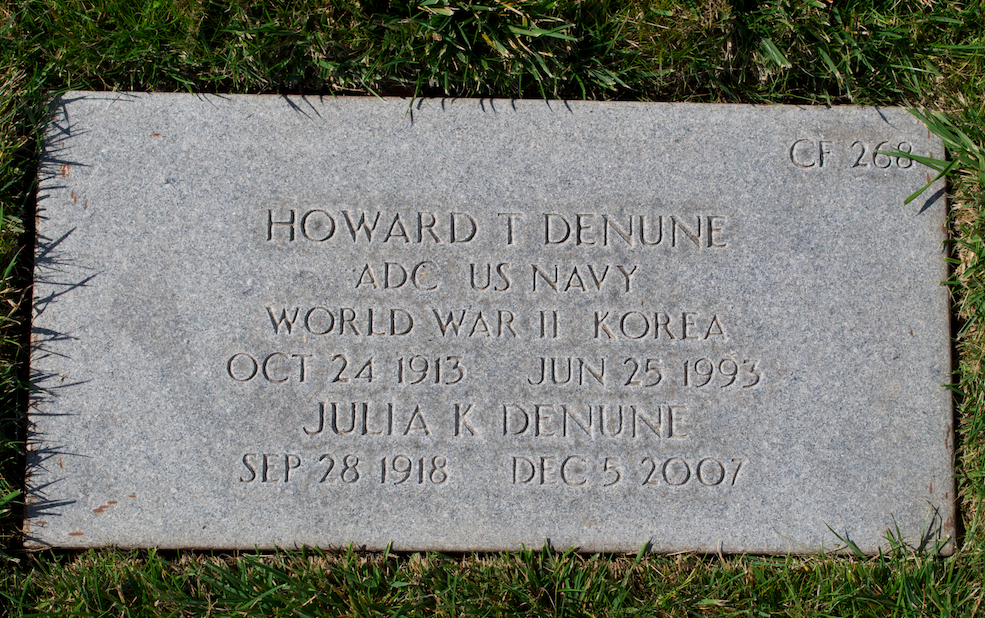 CF 268
HOWARD T DENUNE
ADC US NAVY
WORLD WAR II KOREA
OCT 24 1913 JUN 25 1993
JULIA K DENUNE
SEP 28 1918 DEC 5 2007